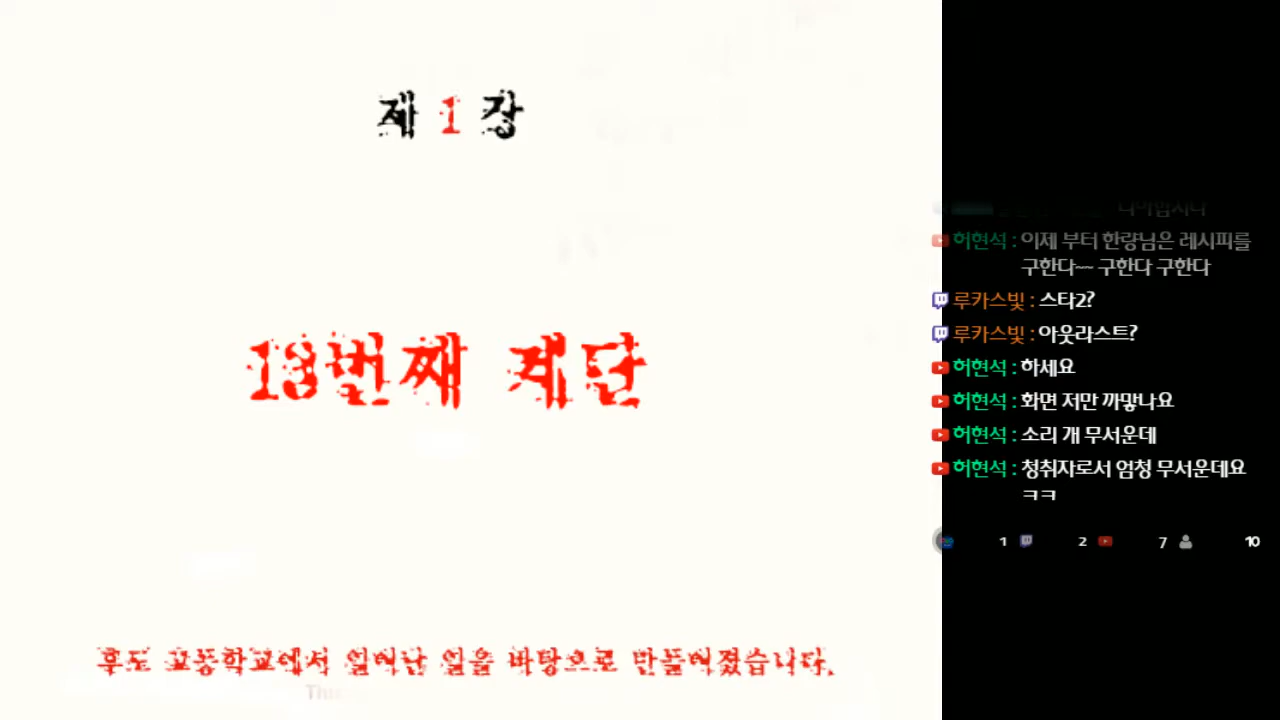 제 1 장
13번째 제단
후도 고등학교에서 일어난 일을 바탕으로 만들어졌습니다.
허현석 : 이제 부터 한량님은 레시피를
구한다~~ 구한다 구한다
루카스빛 : 스타2?
루카스빛 : 아웃라스트?
허현석 : 하세요
허현석 : 화면 저만 까맣나요
허현석 : 소리 개 무서운데
허현석 : 청취자로서 엄청 무서운데요
ㅋㅋ
1 2 7 10